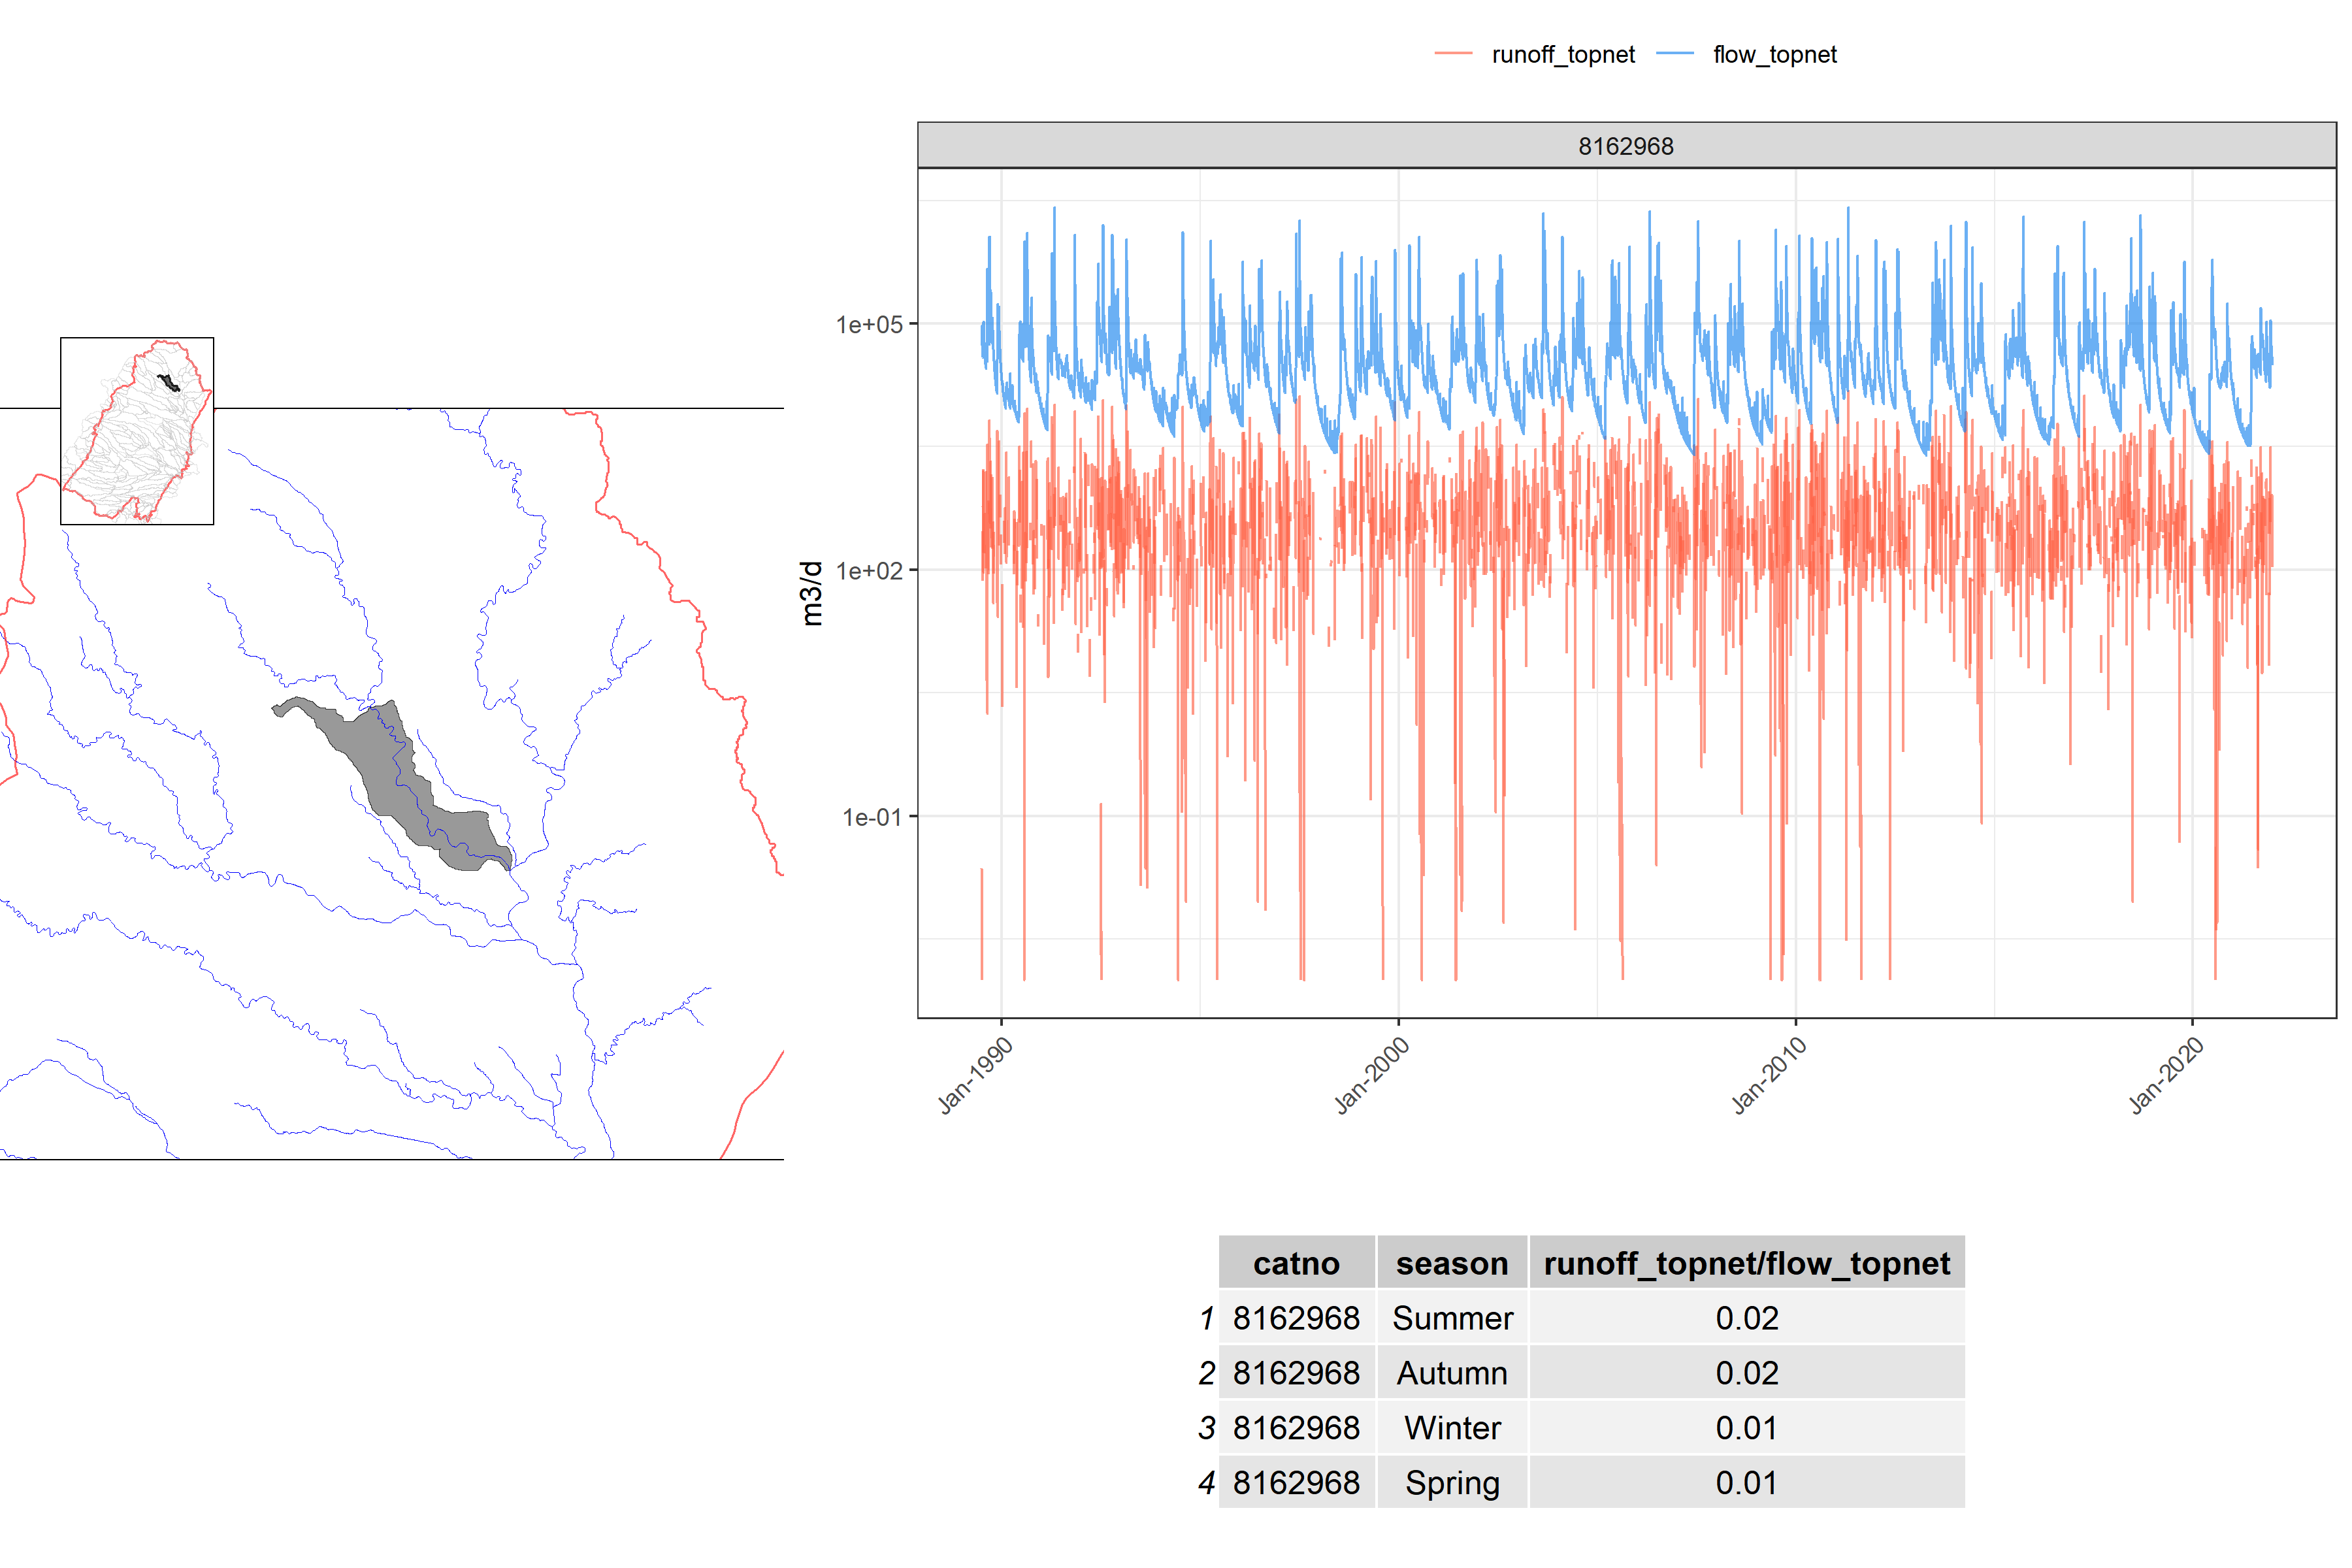 runoff_topnet flow_topnet
8162968
m3/d
1e+05
1e+02
1e-01
Jan-1990 Jan-2000 Jan-2010 Jan-2020
catno season runoff_topnet/flow_topnet
1 8162968 Summer 0.02
2 8162968 Autumn 0.02
3 8162968 Winter 0.01
4 8162968 Spring 0.01